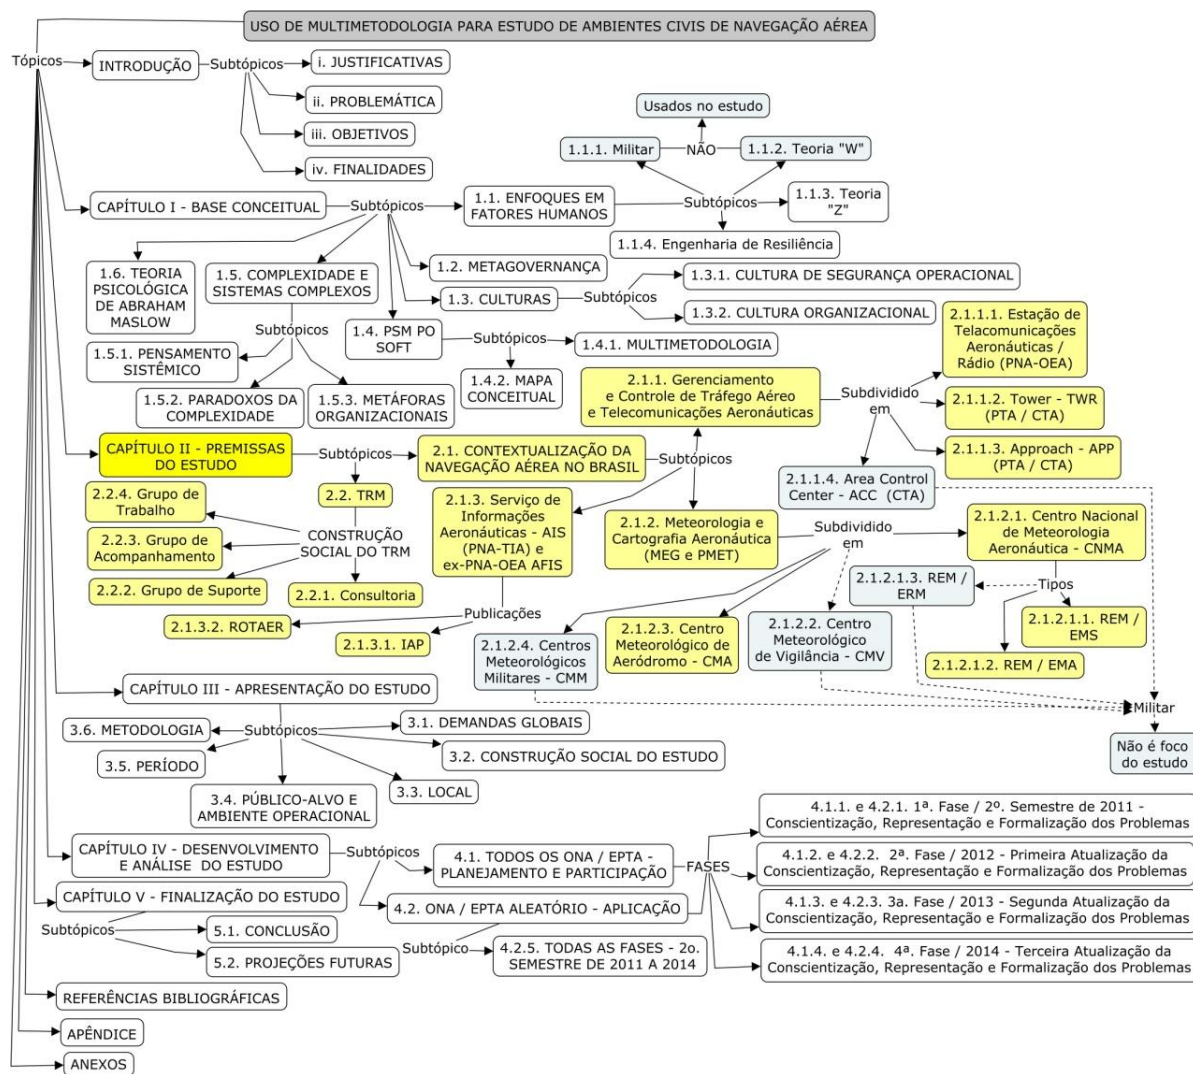 USO DE MULTIMETODOLOGIA PARA ESTUDO DE AMBIENTES CIVIS DE NAVEGAÇÃO AÉREA
Tópicos
INTRODUÇÃO
Subtópicos
i. JUSTIFICATIVAS
ii. PROBLEMÁTICA
iii. OBJETIVOS
iv. FINALIDADES
CAPÍTULO I - BASE CONCEITUAL
Subtópicos
1.1. ENFOQUES EM
FATORES HUMANOS
Subtópicos
Usados no estudo
NÃO
1.1.1. Militar
1.1.2. Teoria "W"
1.1.3. Teoria
"Z"
1.1.4. Engenharia de Resiliência
1.2. METAGOVERNANÇA
1.3. CULTURAS
Subtópicos
1.3.1. CULTURA DE SEGURANÇA OPERACIONAL
1.3.2. CULTURA ORGANIZACIONAL
1.4. PSM PO
SOFT
Subtópicos
1.4.1. MULTIMETODOLOGIA
1.4.2. MAPA
CONCEITUAL
1.5. COMPLEXIDADE E
SISTEMAS COMPLEXOS
Subtópicos
1.5.1. PENSAMENTO
SISTÊMICO
1.5.2. PARADOXOS DA
COMPLEXIDADE
1.5.3. METÁFORAS
ORGANIZACIONAIS
1.6. TEORIA
PSICOLÓGICA
DE ABRAHAM
MASLOW
CAPÍTULO II - PREMISSAS
DO ESTUDO
Subtópicos
2.1. CONTEXTUALIZAÇÃO DA
NAVEGAÇÃO AÉREA NO BRASIL
Subtópicos
2.1.1. Gerenciamento
e Controle de Tráfego Aéreo
e Telecomunicações Aeronáuticas
Subdividido
em
2.1.1.1. Estação de
Telacomunicações
Aeronáuticas /
Rádio (PNA-OEA)
2.1.1.2. Tower - TWR
(PTA / CTA)
2.1.1.3. Approach - APP
(PTA / CTA)
2.1.1.4. Area Control
Center - ACC (CTA)
2.1.2. Meteorologia e
Cartografia Aeronáutica
(MEG e PMET)
Subdividido
em
2.1.2.1. Centro Nacional
de Meteorologia
Aeronáutica - CNMA
Tipos
2.1.2.1.1. REM /
EMS
2.1.2.1.2. REM / EMA
2.1.2.1.3. REM /
ERM
2.1.2.2. Centro
Meteorológico
de Vigilância - CMV
2.1.2.3. Centro
Meteorológico de
Aeródromo - CMA
2.1.2.4. Centros
Meteorológicos
Militares - CMM
Militar
Não é foco
do estudo
2.1.3. Serviço de
Informações
Aeronáuticas - AIS
(PNA-TIA) e
ex-PNA-OEA AFIS
Publicações
2.1.3.1. IAP
2.1.3.2. ROTAER
2.2. TRM
CONSTRUÇÃO
SOCIAL DO TRM
2.2.1. Consultoria
2.2.2. Grupo de Suporte
2.2.3. Grupo de
Acompanhamento
2.2.4. Grupo de
Trabalho
CAPÍTULO III - APRESENTAÇÃO DO ESTUDO
Subtópicos
3.1. DEMANDAS GLOBAIS
3.2. CONSTRUÇÃO SOCIAL DO ESTUDO
3.3. LOCAL
3.4. PÚBLICO-ALVO E
AMBIENTE OPERACIONAL
3.5. PERÍODO
3.6. METODOLOGIA
CAPÍTULO IV - DESENVOLVIMENTO
E ANÁLISE DO ESTUDO
Subtópicos
4.1. TODOS OS ONA / EPTA -
PLANEJAMENTO E PARTICIPAÇÃO
4.2. ONA / EPTA ALEATÓRIO - APLICAÇÃO
FASES
4.1.1. e 4.2.1. 1ª. Fase / 2º. Semestre de 2011 -
Conscientização, Representação e Formalização dos Problemas
4.1.2. e 4.2.2. 2ª. Fase / 2012 - Primeira Atualização da
Conscientização, Representação e Formalização dos Problemas
4.1.3. e 4.2.3. 3a. Fase / 2013 - Segunda Atualização da
Conscientização, Representação e Formalização dos Problemas
4.1.4. e 4.2.4. 4ª. Fase / 2014 - Terceira Atualização da
Conscientização, Representação e Formalização dos Problemas
Subtópico
4.2.5. TODAS AS FASES - 2o.
SEMESTRE DE 2011 A 2014
CAPÍTULO V - FINALIZAÇÃO DO ESTUDO
Subtópicos
5.1. CONCLUSÃO
5.2. PROJEÇÕES FUTURAS
REFERÊNCIAS BIBLIOGRÁFICAS
APÊNDICE
ANEXOS